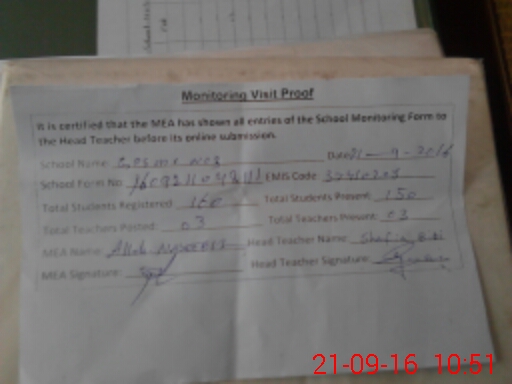 Monitoring Visit Proof
It is certified that the MEA has shown all entries of the School Monitoring Form to
the Head Teacher before its online submission.
School Name: Date: 21-9-2016
School Form No. EMIS Code
Total Students Registered: 160 Total Students Present: 150
Total Teachers Posted: 03 Total Teachers Present: 03
MEA Name: Head Teacher Name:
MEA Signature: Head Teacher Signature:
21-09-16 10:51